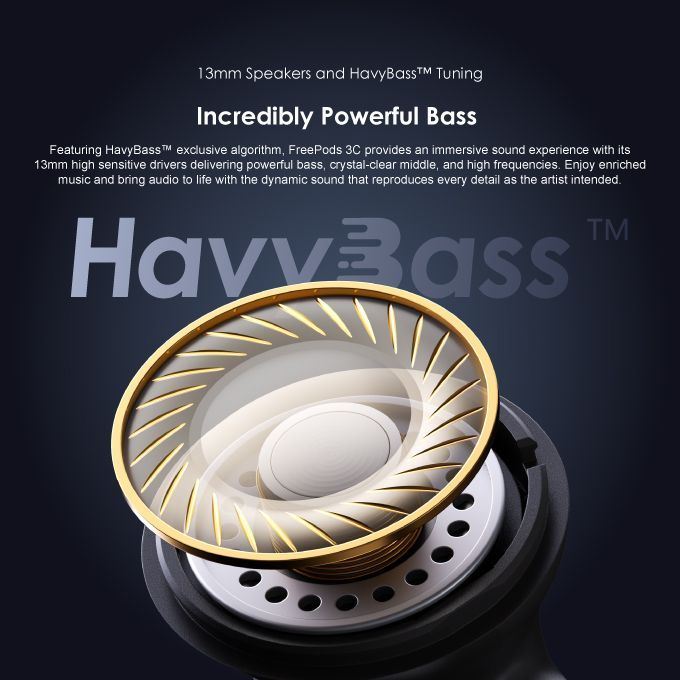 13mm Speakers and HavyBass™ Tuning
Incredibly Powerful Bass
Featuring HavyBass™ exclusive algorithm, FreePods 3C provides an immersive sound experience with its
13mm high sensitive drivers delivering powerful bass, crystal-clear middle, and high frequencies. Enjoy enriched
music and bring audio to life with the dynamic sound that reproduces every detail as the artist intended.
HavyBass™